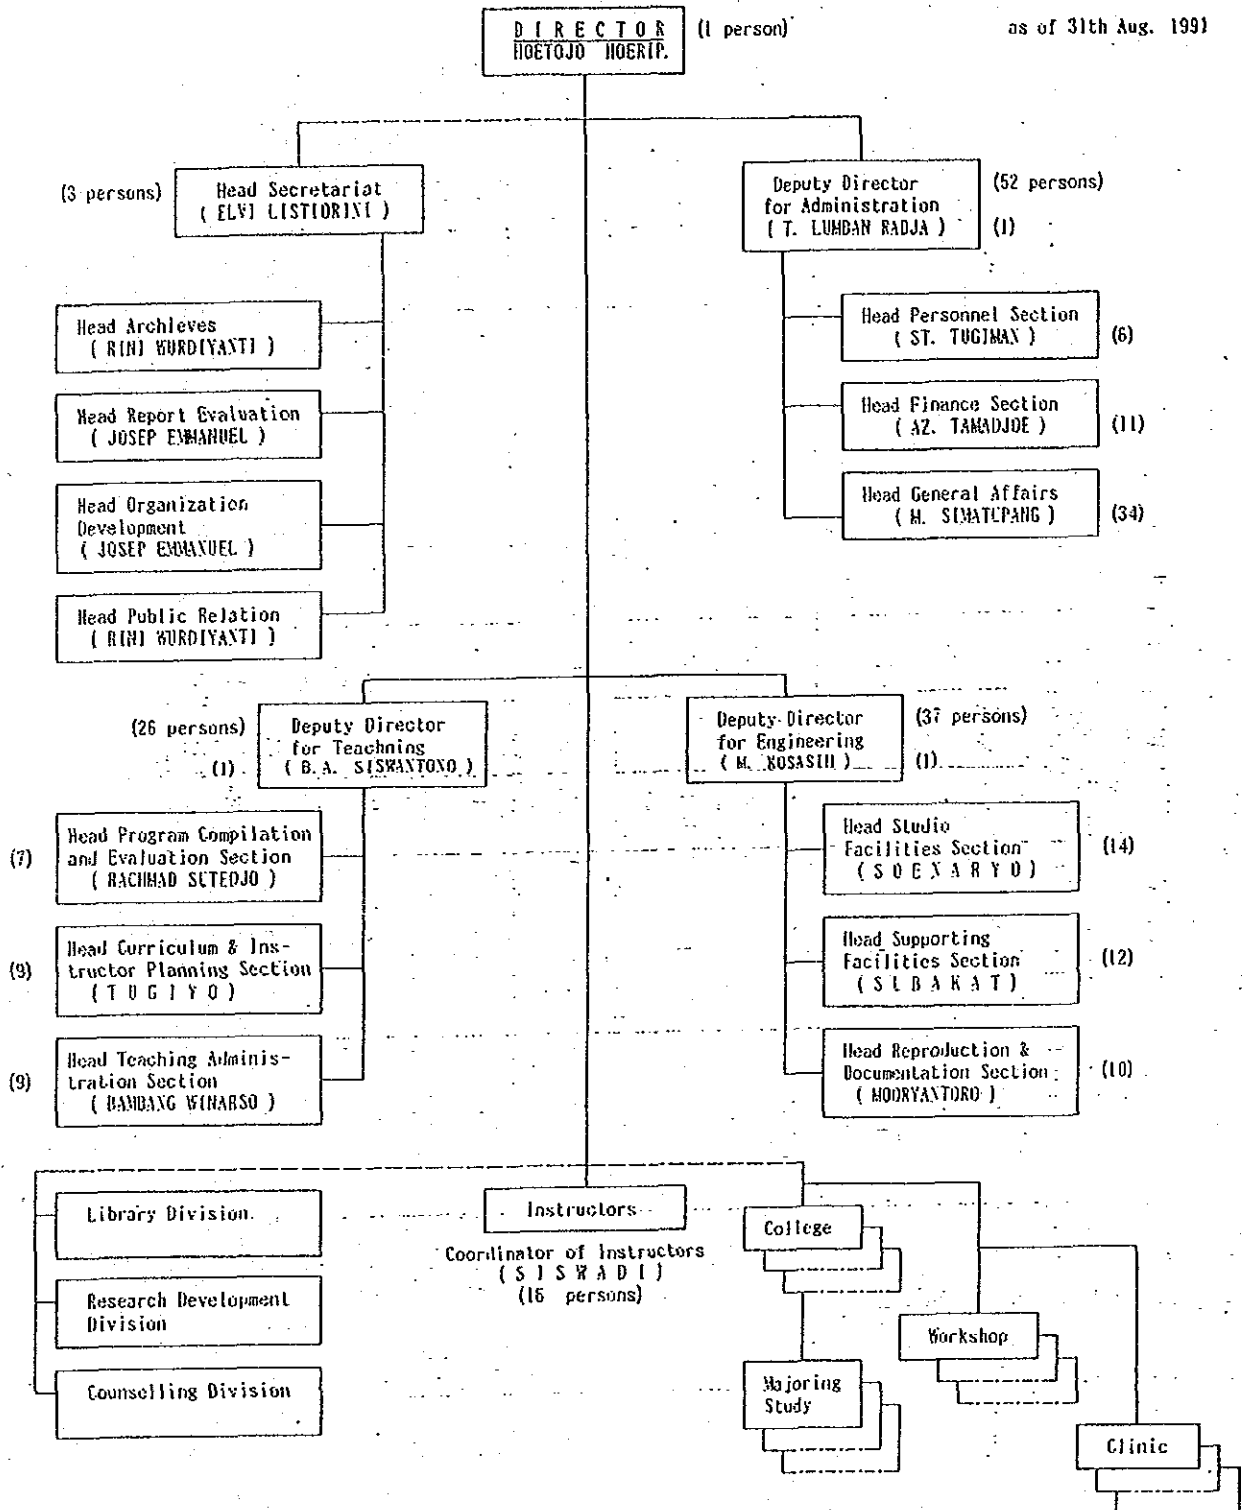 DIRECTOR
HOETOJO HOERIP.
(1 person)
as of 31th Aug. 1991
(3 persons)
Head Secretariat
( ELVI LISTIORINI )
Deputy Director
for Administration
( T. LUMBAN RADJA )
(52 persons)
(1)
Head Archieves
( RINI WURDIYANTI )
Head Report Evaluation
( JOSEP EMMANUEL )
Head Organization
Development
( JOSEP EMMANUEL )
Head Public Relation
( RINI WURDIYANTI )
Head Personnel Section
( ST. TUGIMAN )
(6)
Head Finance Section
( AZ. TAMADJOE )
(11)
Head General Affairs
( M. SIMATUPANG )
(34)
(26 persons)
(1)
Deputy Director
for Teachning
( B.A. SISWANTONO )
Deputy Director
for Engineering
( M. KOSASIH )
(37 persons)
(1)
(7)
Head Program Compilation
and Evaluation Section
( RACHMAD SUTEDJO )
(9)
Head Curriculum & Ins-
tructor Planning Section
( T U G I Y O )
(9)
Head Teaching Adminis-
tration Section
( BAMBANG WINARSO )
Head Studio
Facilities Section
( S O E N A R Y O )
(14)
Head Supporting
Facilities Section
( S U B A K A T )
(12)
Head Reproduction &
Documentation Section
( MOORYANTORO )
(10)
Library Division
Research Development
Division
Counselling Division
Instructors
Coordinator of Instructors
( S I S W A D I )
(16 persons)
College
Majoring
Study
Workshop
Clinic